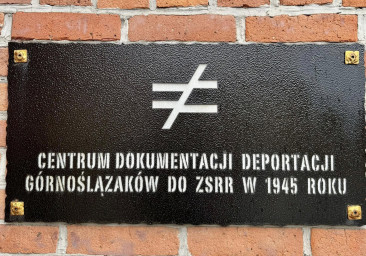 CENTRUM DOKUMENTACJI DEPORTACJI
GÓRNOŚLĄZAKÓW DO ZSRR W 1945 ROKU